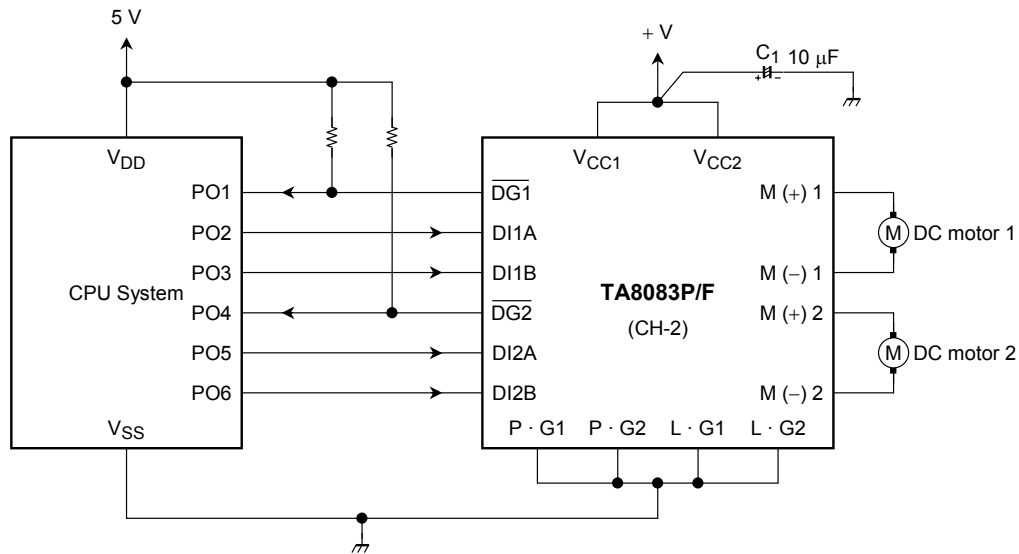 5 V
+ V
C1 10 μF
VDD
VCC1 VCC2
PO1
PO2
PO3
PO4
PO5
PO6
CPU System
VSS
DG1
DI1A
DI1B
DG2
DI2A
DI2B
TA8083P/F
(CH-2)
M (+) 1
M (−) 1
M (+) 2
M (−) 2
P · G1 P · G2 L · G1 L · G2
M DC motor 1
M DC motor 2